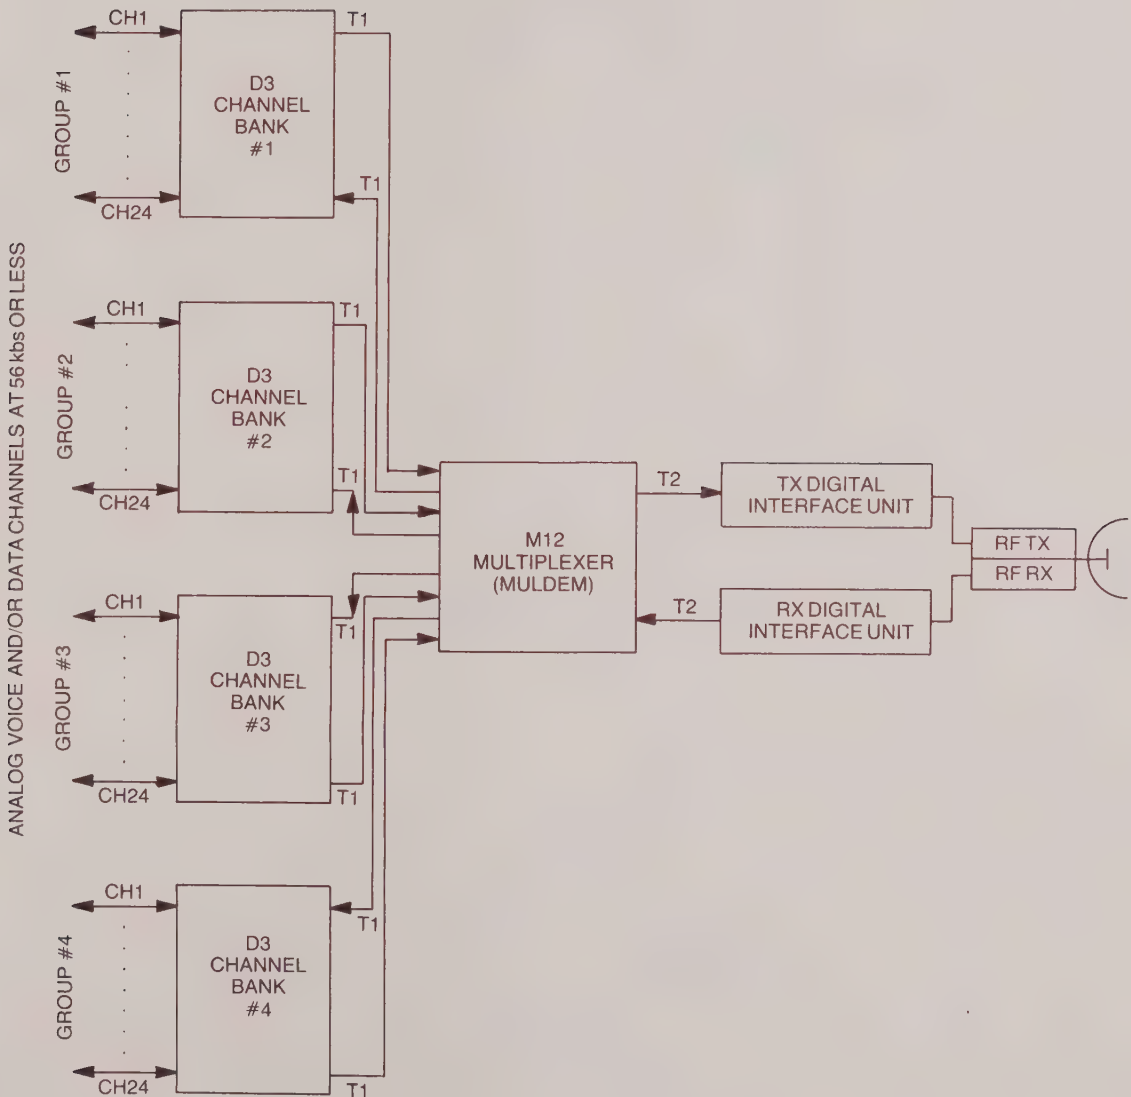 ANALOG VOICE AND/OR DATA CHANNELS AT 56 kbs OR LESS
GROUP #1
CH1
CH24
D3
CHANNEL
BANK
#1
T1
T1
GROUP #2
CH1
CH24
D3
CHANNEL
BANK
#2
T1
T1
GROUP #3
CH1
CH24
D3
CHANNEL
BANK
#3
T1
T1
GROUP #4
CH1
CH24
D3
CHANNEL
BANK
#4
T1
T1
M12
MULTIPLEXER
(MULDEM)
T2
T2
TX DIGITAL
INTERFACE UNIT
RX DIGITAL
INTERFACE UNIT
RF TX
RF RX